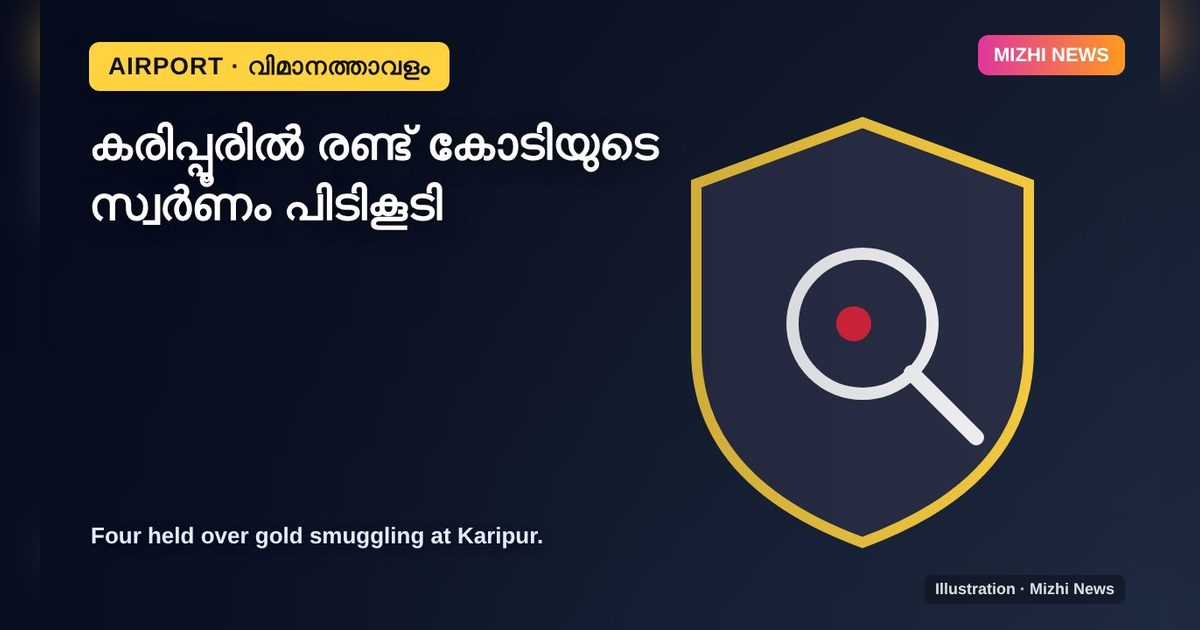 AIRPORT · വിമാനത്താവളം
MIZHI NEWS
കരിപ്പൂരിൽ രണ്ട് കോടിയുടെ
സ്വർണം പിടികൂടി
Four held over gold smuggling at Karipur.
Illustration · Mizhi News